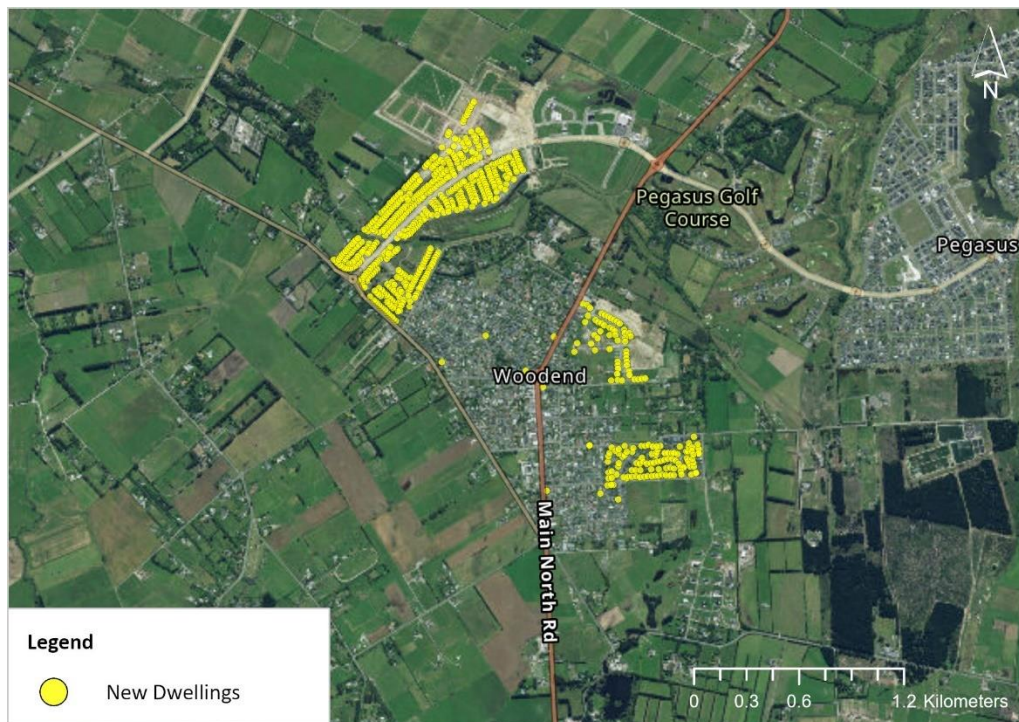 N
Pegasus Golf
Course
Pegasus
Woodend
Main North Rd
Legend
New Dwellings
0 0.3 0.6 1.2 Kilometers